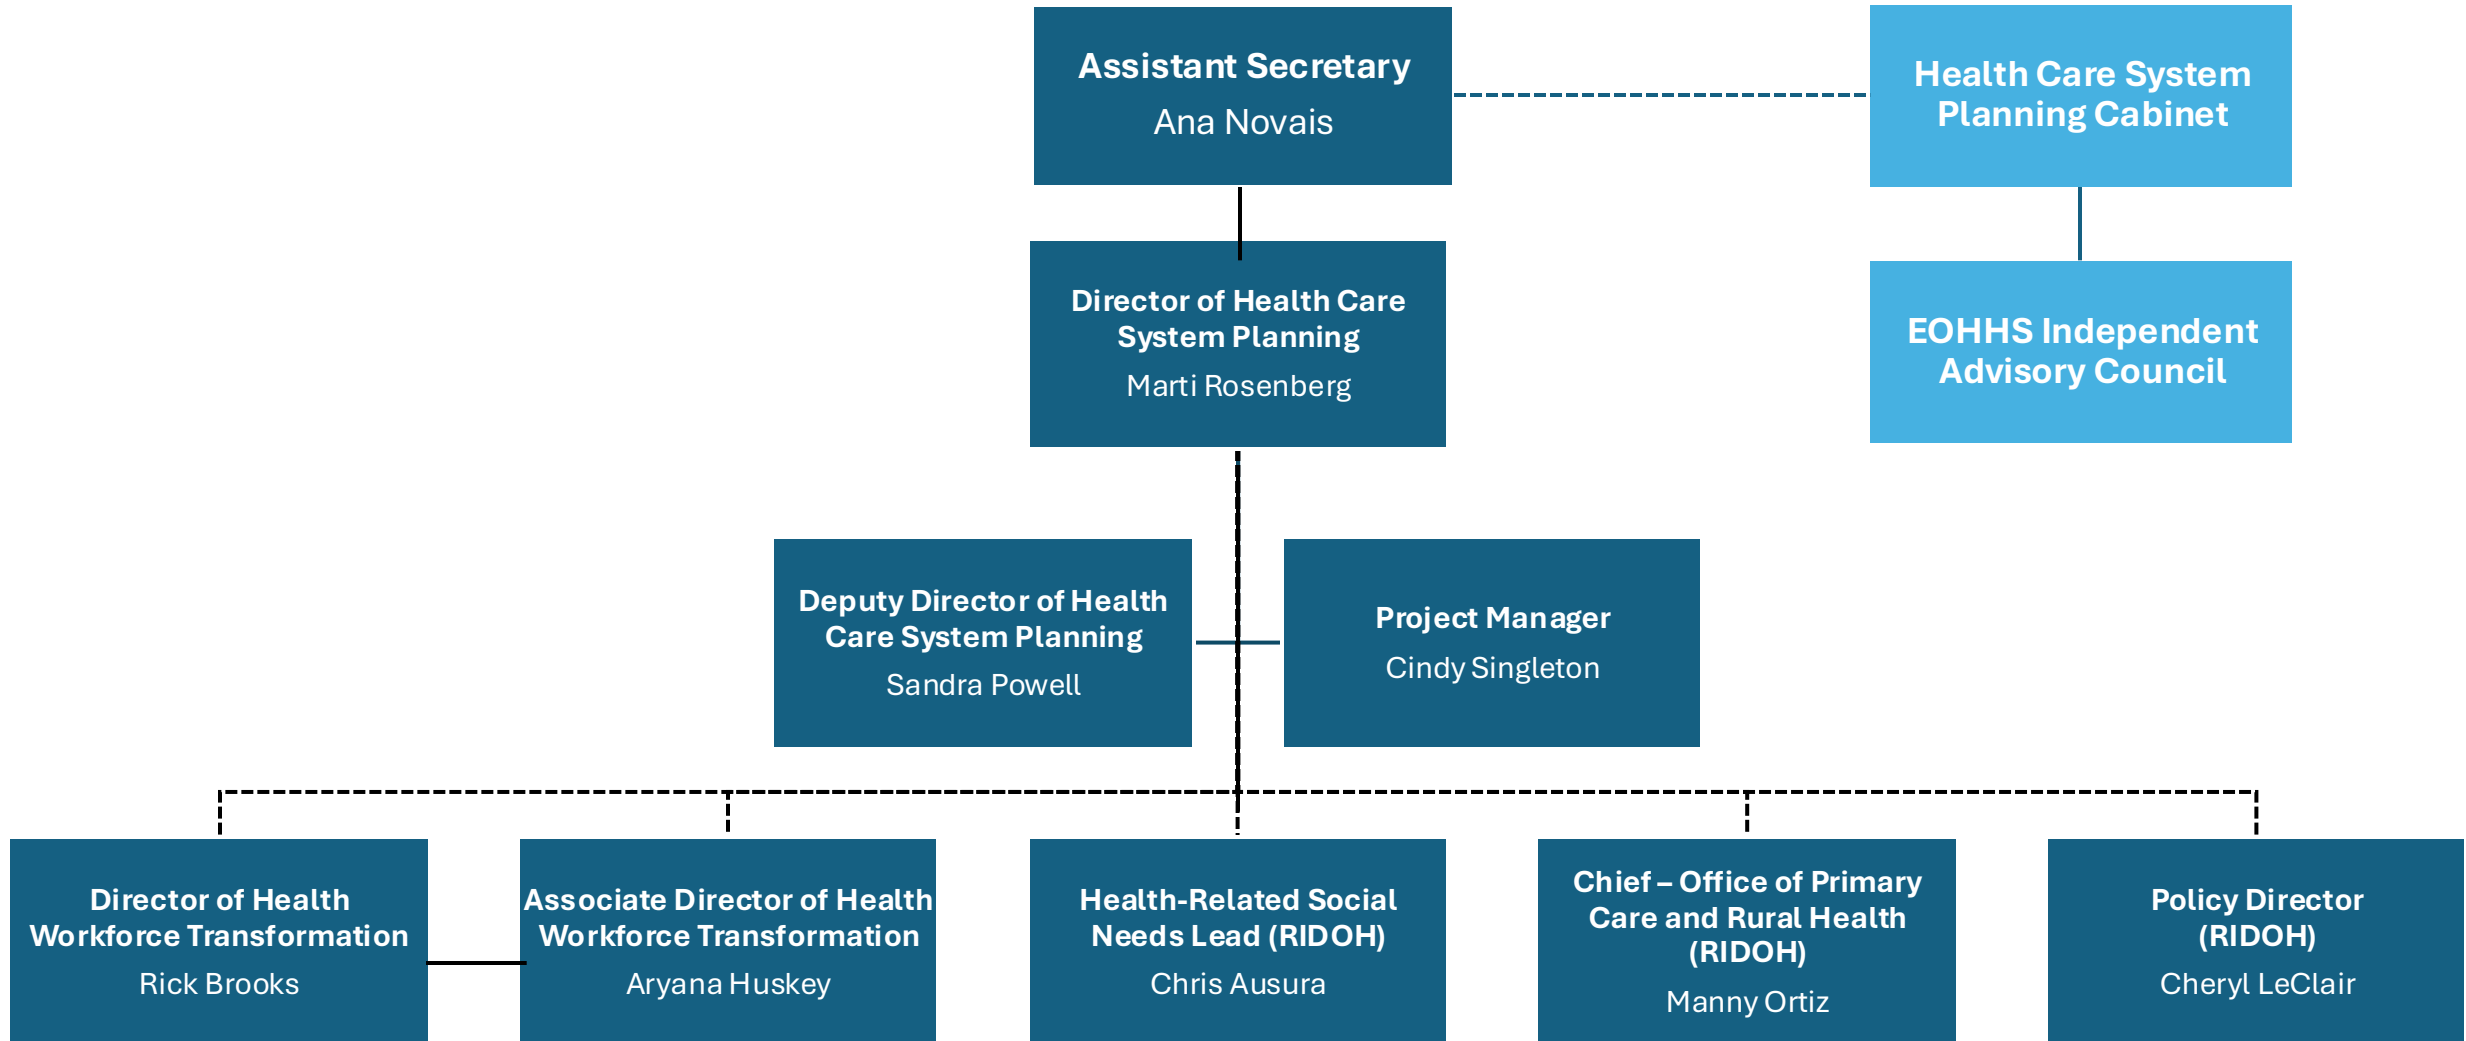 Assistant Secretary
Ana Novais
Health Care System
Planning Cabinet
Director of Health Care
System Planning
Marti Rosenberg
EOHHS Independent
Advisory Council
Deputy Director of Health
Care System Planning
Sandra Powell
Project Manager
Cindy Singleton
Director of Health
Workforce Transformation
Rick Brooks
Associate Director of Health
Workforce Transformation
Aryana Huskey
Health-Related Social
Needs Lead (RIDOH)
Chris Ausura
Chief – Office of Primary
Care and Rural Health
(RIDOH)
Manny Ortiz
Policy Director
(RIDOH)
Cheryl LeClair